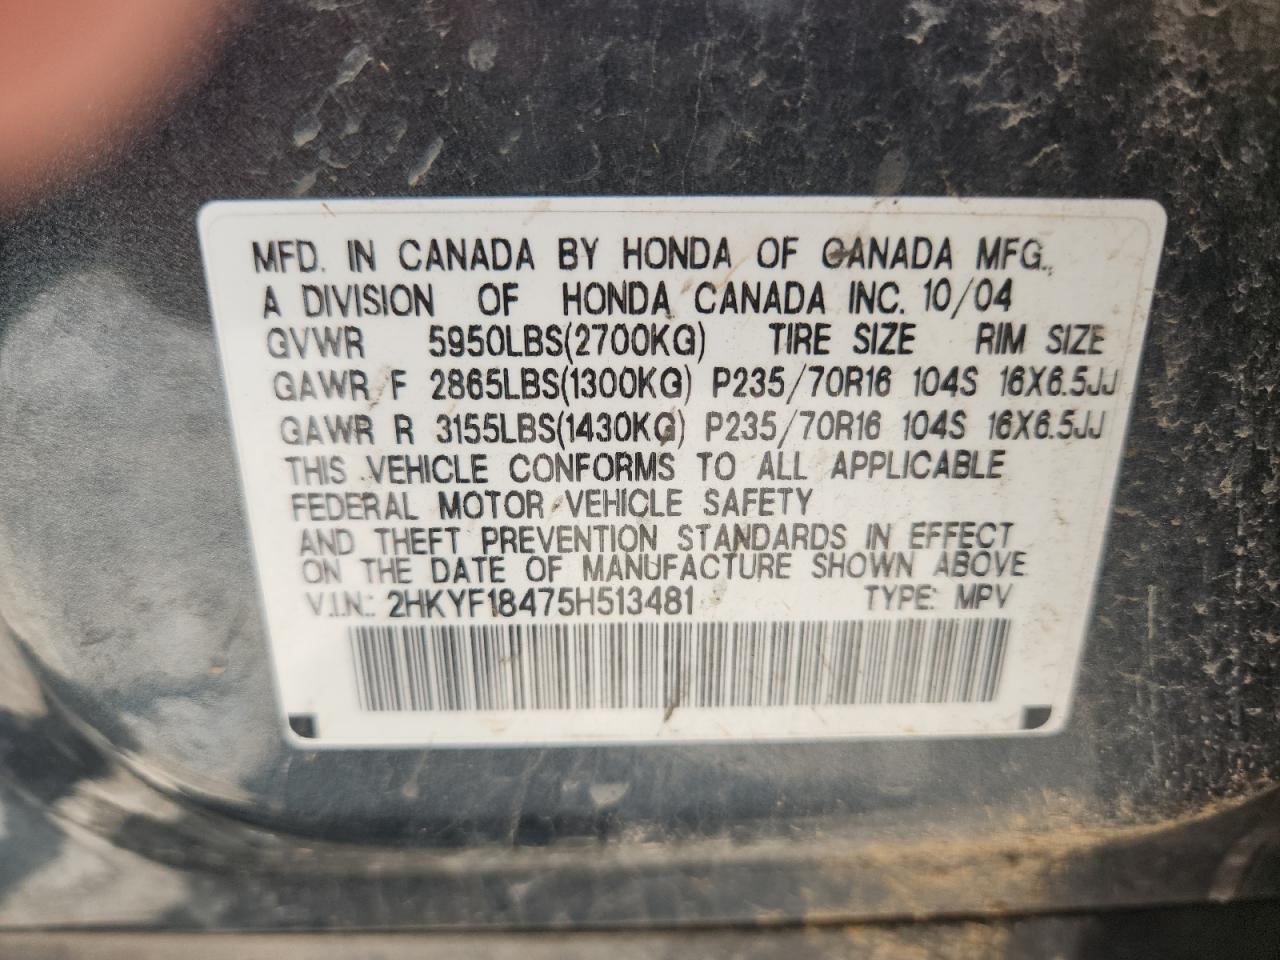 MFD. IN CANADA BY HONDA OF CANADA MFG.,
A DIVISION OF HONDA CANADA INC. 10/04
GVWR 5950LBS(2700KG) TIRE SIZE RIM SIZE
GAWR F 2865LBS(1300KG) P235/70R16 104S 16X6.5JJ
GAWR R 3155LBS(1430KG) P235/70R16 104S 16X6.5JJ
THIS VEHICLE CONFORMS TO ALL APPLICABLE
FEDERAL MOTOR VEHICLE SAFETY
AND THEFT PREVENTION STANDARDS IN EFFECT
ON THE DATE OF MANUFACTURE SHOWN ABOVE
V.I.N.: 2HKYF18475H513481 TYPE: MPV